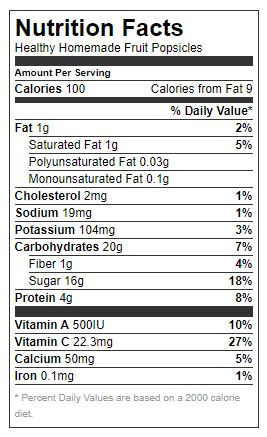 Nutrition Facts
Healthy Homemade Fruit Popsicles
Amount Per Serving
Calories 100 Calories from Fat 9
% Daily Value*
Fat 1g 2%
Saturated Fat 1g 5%
Polyunsaturated Fat 0.03g
Monounsaturated Fat 0.1g
Cholesterol 2mg 1%
Sodium 19mg 1%
Potassium 104mg 3%
Carbohydrates 20g 7%
Fiber 1g 4%
Sugar 16g 18%
Protein 4g 8%
Vitamin A 500IU 10%
Vitamin C 22.3mg 27%
Calcium 50mg 5%
Iron 0.1mg 1%
* Percent Daily Values are based on a 2000 calorie
diet.